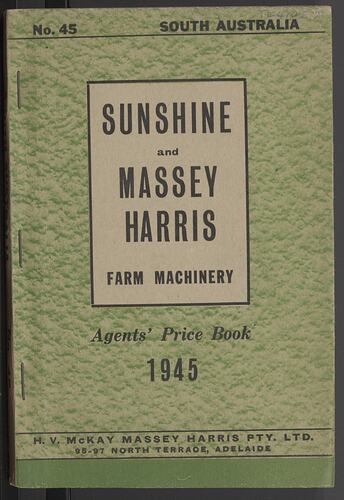 No. 45 SOUTH AUSTRALIA
SUNSHINE
and
MASSEY
HARRIS
FARM MACHINERY
Agents' Price Book
1945
H. V. McKAY MASSEY HARRIS PTY. LTD.
95-97 NORTH TERRACE, ADELAIDE